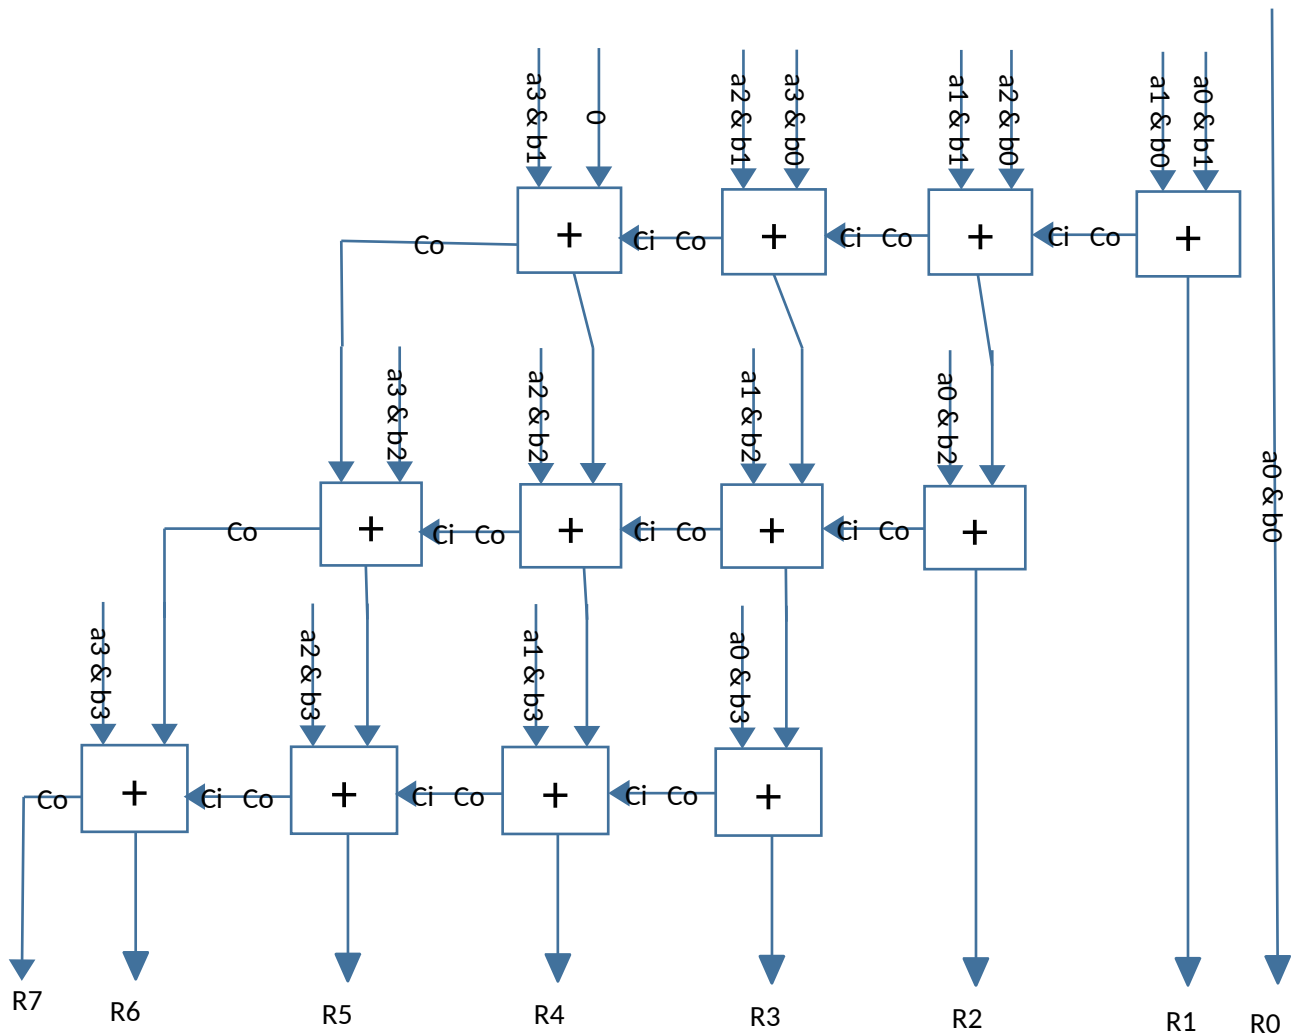 a3 & b1
0
a2 & b1
a3 & b0
a1 & b1
a2 & b0
a1 & b0
a0 & b1
+
+
+
+
Co
Ci
Co
Ci
Co
Ci
Co
a3 & b2
a2 & b2
a1 & b2
a0 & b2
a0 & b0
+
+
+
+
Co
Ci
Co
Ci
Co
Ci
Co
a3 & b3
a2 & b3
a1 & b3
a0 & b3
+
+
+
+
Co
Ci
Co
Ci
Co
Ci
Co
R7
R6
R5
R4
R3
R2
R1
R0